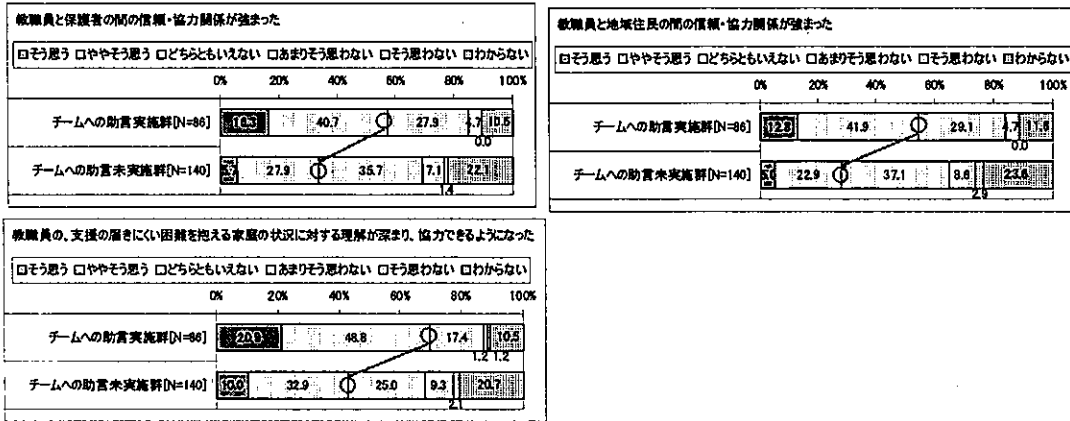 教職員と保護者の間の信頼・協力関係が強まった
そう思う ややそう思う どちらともいえない あまりそう思わない そう思わない わからない
0% 20% 40% 60% 80% 100%
チームへの助言実施群[N=86] 16.3 40.7 27.9 4.7 10.5
0.0
チームへの助言未実施群[N=140] 5.7 27.9 35.7 7.1 22.1
1.4
教職員と地域住民の間の信頼・協力関係が強まった
そう思う ややそう思う どちらともいえない あまりそう思わない そう思わない わからない
0% 20% 40% 60% 80% 100%
チームへの助言実施群[N=86] 12.8 41.9 29.1 4.7 11.6
0.0
チームへの助言未実施群[N=140] 5.0 22.9 37.1 8.6 23.6
2.9
教職員の、支援の届きにくい困難を抱える家庭の状況に対する理解が深まり、協力できるようになった
そう思う ややそう思う どちらともいえない あまりそう思わない そう思わない わからない
0% 20% 40% 60% 80% 100%
チームへの助言実施群[N=86] 20.9 48.8 17.4 10.5
1.2 1.2
チームへの助言未実施群[N=140] 10.0 32.9 25.0 9.3 20.7
2.1